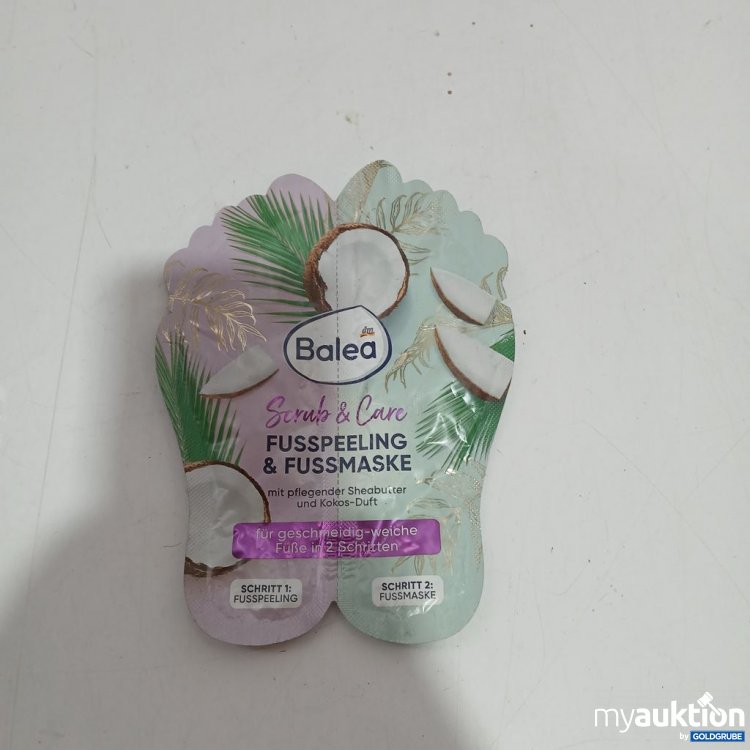 dm
Balea
Scrub & Care
FUSSPEELING
& FUSSMASKE
mit pflegender Sheabutter
und Kokos-Duft
für geschmeidig-weiche
Füße in 2 Schritten
SCHRITT 1:
FUSSPEELING
SCHRITT 2:
FUSSMASKE
myauktion
by GOLDGRUBE